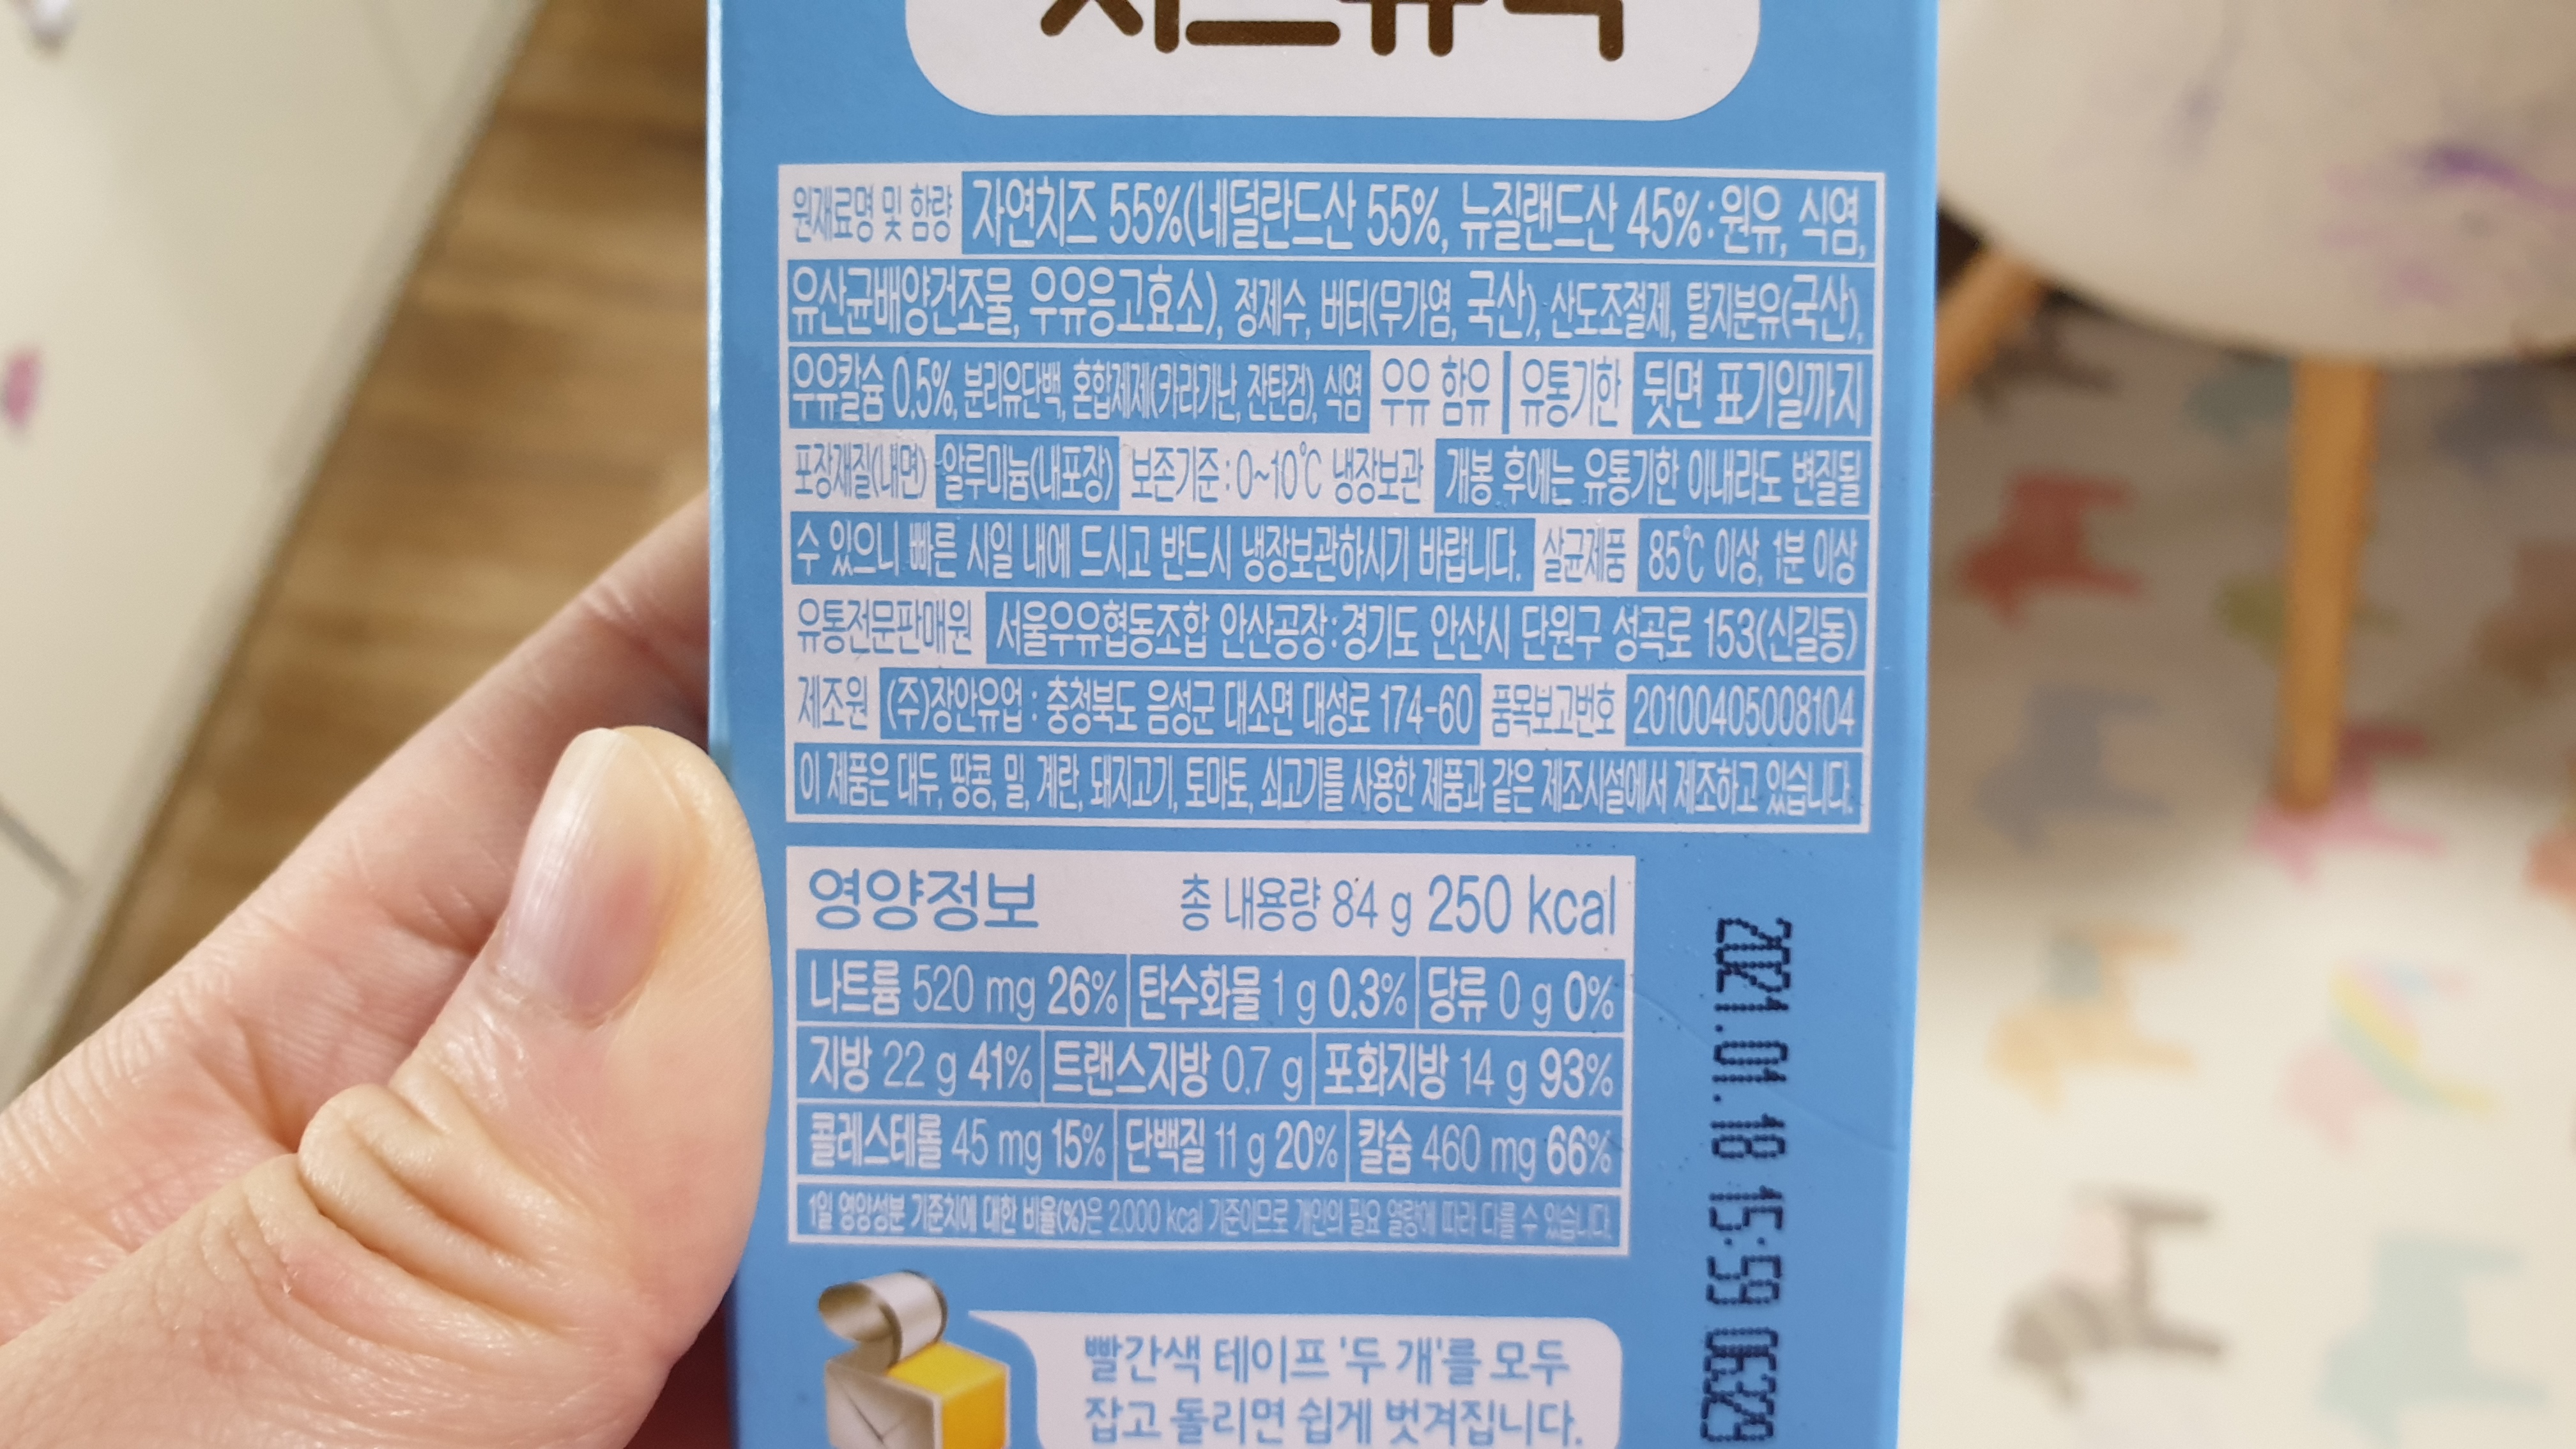 치즈큐빅
원재료명 및 함량 자연치즈 55%(네덜란드산 55%, 뉴질랜드산 45%:원유, 식염,
유산균배양건조물, 우유응고효소), 정제수, 버터(무가염, 국산), 산도조절제, 탈지분유(국산),
우유칼슘 0.5%, 분리유단백, 혼합제제(카라기난, 잔탄검), 식염 우유 함유 유통기한 뒷면 표기일까지
포장재질(내면) 알루미늄(내포장) 보존기준:0~10℃ 냉장보관 개봉 후에는 유통기한 이내라도 변질될
수 있으니 빠른 시일 내에 드시고 반드시 냉장보관하시기 바랍니다. 살균제품 85℃ 이상, 1분 이상
유통전문판매원 서울우유협동조합 안산공장:경기도 안산시 단원구 성곡로 153(신길동)
제조원 (주)장안유업 : 충청북도 음성군 대소면 대성로 174-60 품목보고번호 20100405008104
이 제품은 대두, 땅콩, 밀, 계란, 돼지고기, 토마토, 쇠고기를 사용한 제품과 같은 제조시설에서 제조하고 있습니다.
영양정보 총 내용량 84 g 250 kcal
나트륨 520 mg 26% 탄수화물 1 g 0.3% 당류 0 g 0%
지방 22 g 41% 트랜스지방 0.7 g 포화지방 14 g 93%
콜레스테롤 45 mg 15% 단백질 11 g 20% 칼슘 460 mg 66%
1일 영양성분 기준치에 대한 비율(%)은 2,000 kcal 기준이므로 개인의 필요 열량에 따라 다를 수 있습니다.
2021.01.18 15:59 06329
빨간색 테이프 '두 개'를 모두
잡고 돌리면 쉽게 벗겨집니다.